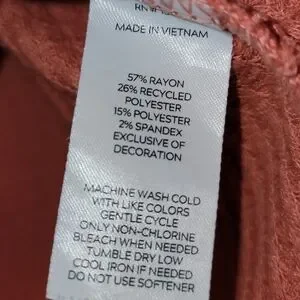 MADE IN VIETNAM
57% RAYON
26% RECYCLED
POLYESTER
15% POLYESTER
2% SPANDEX
EXCLUSIVE OF
DECORATION
MACHINE WASH COLD
WITH LIKE COLORS
GENTLE CYCLE
ONLY NON-CHLORINE
BLEACH WHEN NEEDED
TUMBLE DRY LOW
COOL IRON IF NEEDED
DO NOT USE SOFTENER